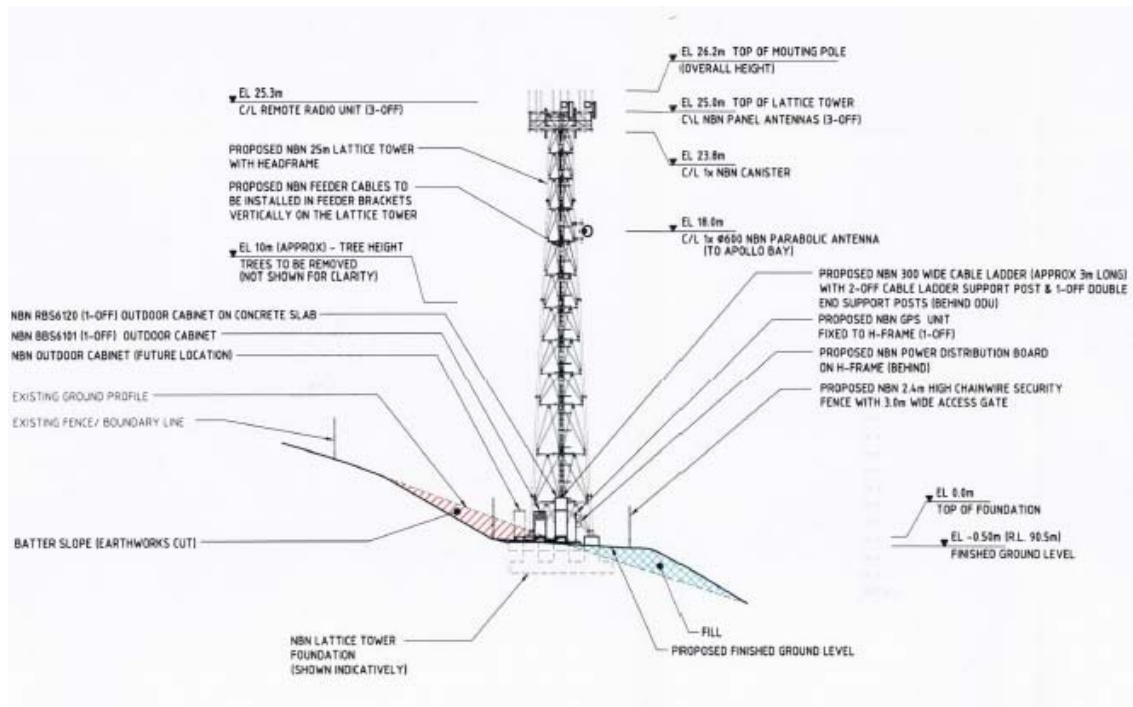 EL 26.2m TOP OF MOUTING POLE
(OVERALL HEIGHT)
EL 25.3m
C/L REMOTE RADIO UNIT (3-OFF)
EL 25.0m TOP OF LATTICE TOWER
C\L NBN PANEL ANTENNAS (3-OFF)
PROPOSED NBN 25m LATTICE TOWER
WITH HEADFRAME
EL 23.8m
C/L 1x NBN CANISTER
PROPOSED NBN FEEDER CABLES TO
BE INSTALLED IN FEEDER BRACKETS
VERTICALLY ON THE LATTICE TOWER
EL 18.0m
C/L 1x Ø600 NBN PARABOLIC ANTENNA
(TO APOLLO BAY)
EL 10m (APPROX) - TREE HEIGHT
TREES TO BE REMOVED
(NOT SHOWN FOR CLARITY)
PROPOSED NBN 300 WIDE CABLE LADDER (APPROX 3m LONG)
WITH 2-OFF CABLE LADDER SUPPORT POST & 1-OFF DOUBLE
END SUPPORT POSTS (BEHIND ODU)
NBN RBS6120 (1-OFF) OUTDOOR CABINET ON CONCRETE SLAB
NBN BBS6101 (1-OFF) OUTDOOR CABINET
NBN OUTDOOR CABINET (FUTURE LOCATION)
PROPOSED NBN GPS UNIT
FIXED TO H-FRAME (1-OFF)
PROPOSED NBN POWER DISTRIBUTION BOARD
ON H-FRAME (BEHIND)
PROPOSED NBN 2.4m HIGH CHAINWIRE SECURITY
FENCE WITH 3.0m WIDE ACCESS GATE
EXISTING GROUND PROFILE
EXISTING FENCE/ BOUNDARY LINE
EL 0.0m
TOP OF FOUNDATION
EL -0.50m (R.L. 90.5m)
FINISHED GROUND LEVEL
BATTER SLOPE (EARTHWORKS CUT)
FILL
PROPOSED FINISHED GROUND LEVEL
NBN LATTICE TOWER
FOUNDATION
(SHOWN INDICATIVELY)